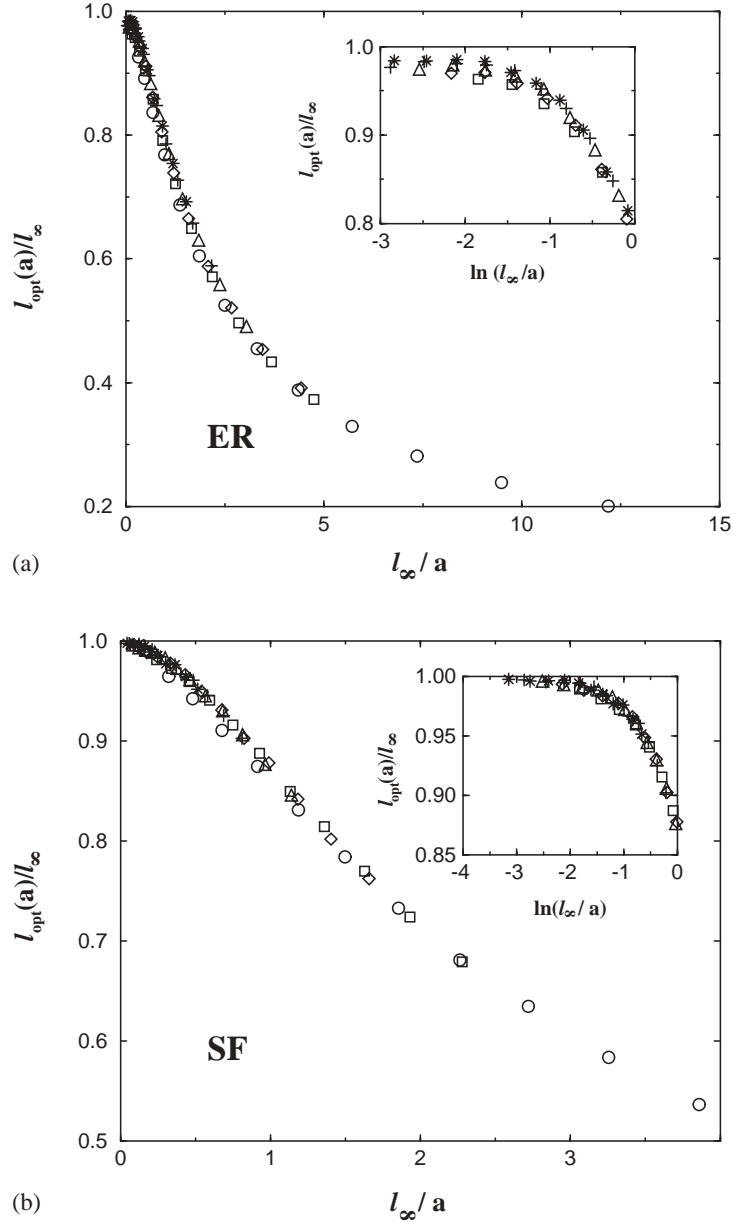 1.0
0.8
0.6
0.4
0.2
l_opt(a)/l_∞
0 5 10 15
l_∞/ a
ER
(a)
1.00
0.95
0.9
0.8
l_opt(a)/l_∞
-3 -2 -1 0
ln (l_∞/a)
1.0
0.9
0.8
0.7
0.6
0.5
l_opt(a)/l_∞
0 1 2 3
l_∞/ a
SF
(b)
1.00
0.95
0.90
0.85
l_opt(a)/l_∞
-4 -3 -2 -1 0
ln(l_∞/ a)